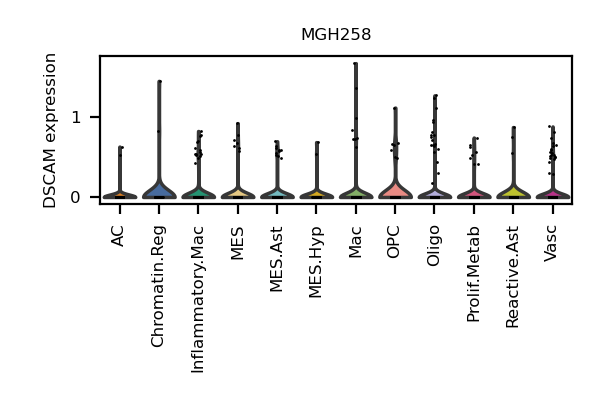 MGH258
DSCAM expression
1
0
AC
Chromatin.Reg
Inflammatory.Mac
MES
MES.Ast
MES.Hyp
Mac
OPC
Oligo
Prolif.Metab
Reactive.Ast
Vasc